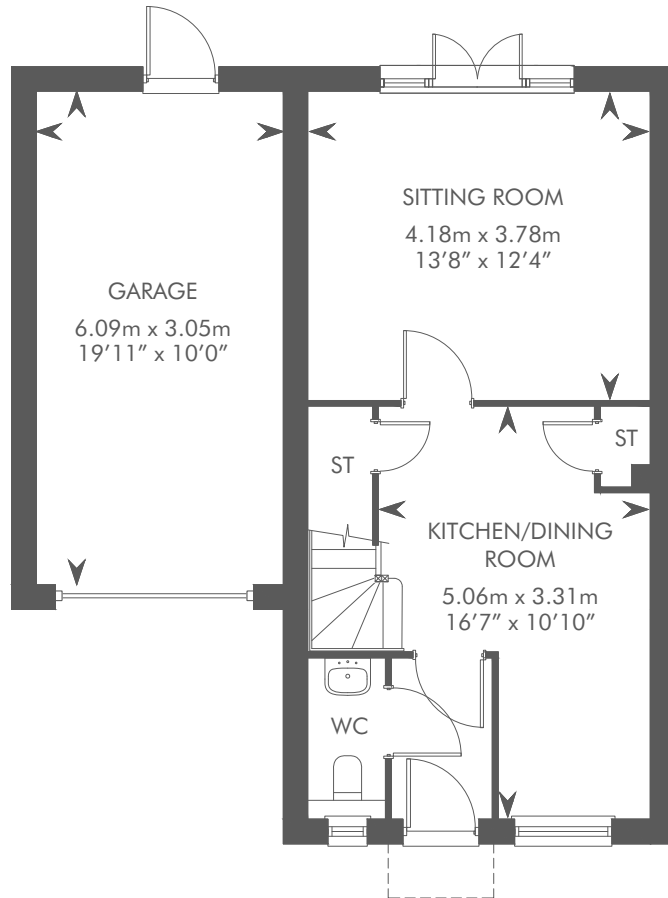 SITTING ROOM
4.18m x 3.78m
13’8” x 12’4”
GARAGE
6.09m x 3.05m
19’11” x 10’0”
ST
ST
KITCHEN/DINING
ROOM
5.06m x 3.31m
16’7” x 10’10”
WC